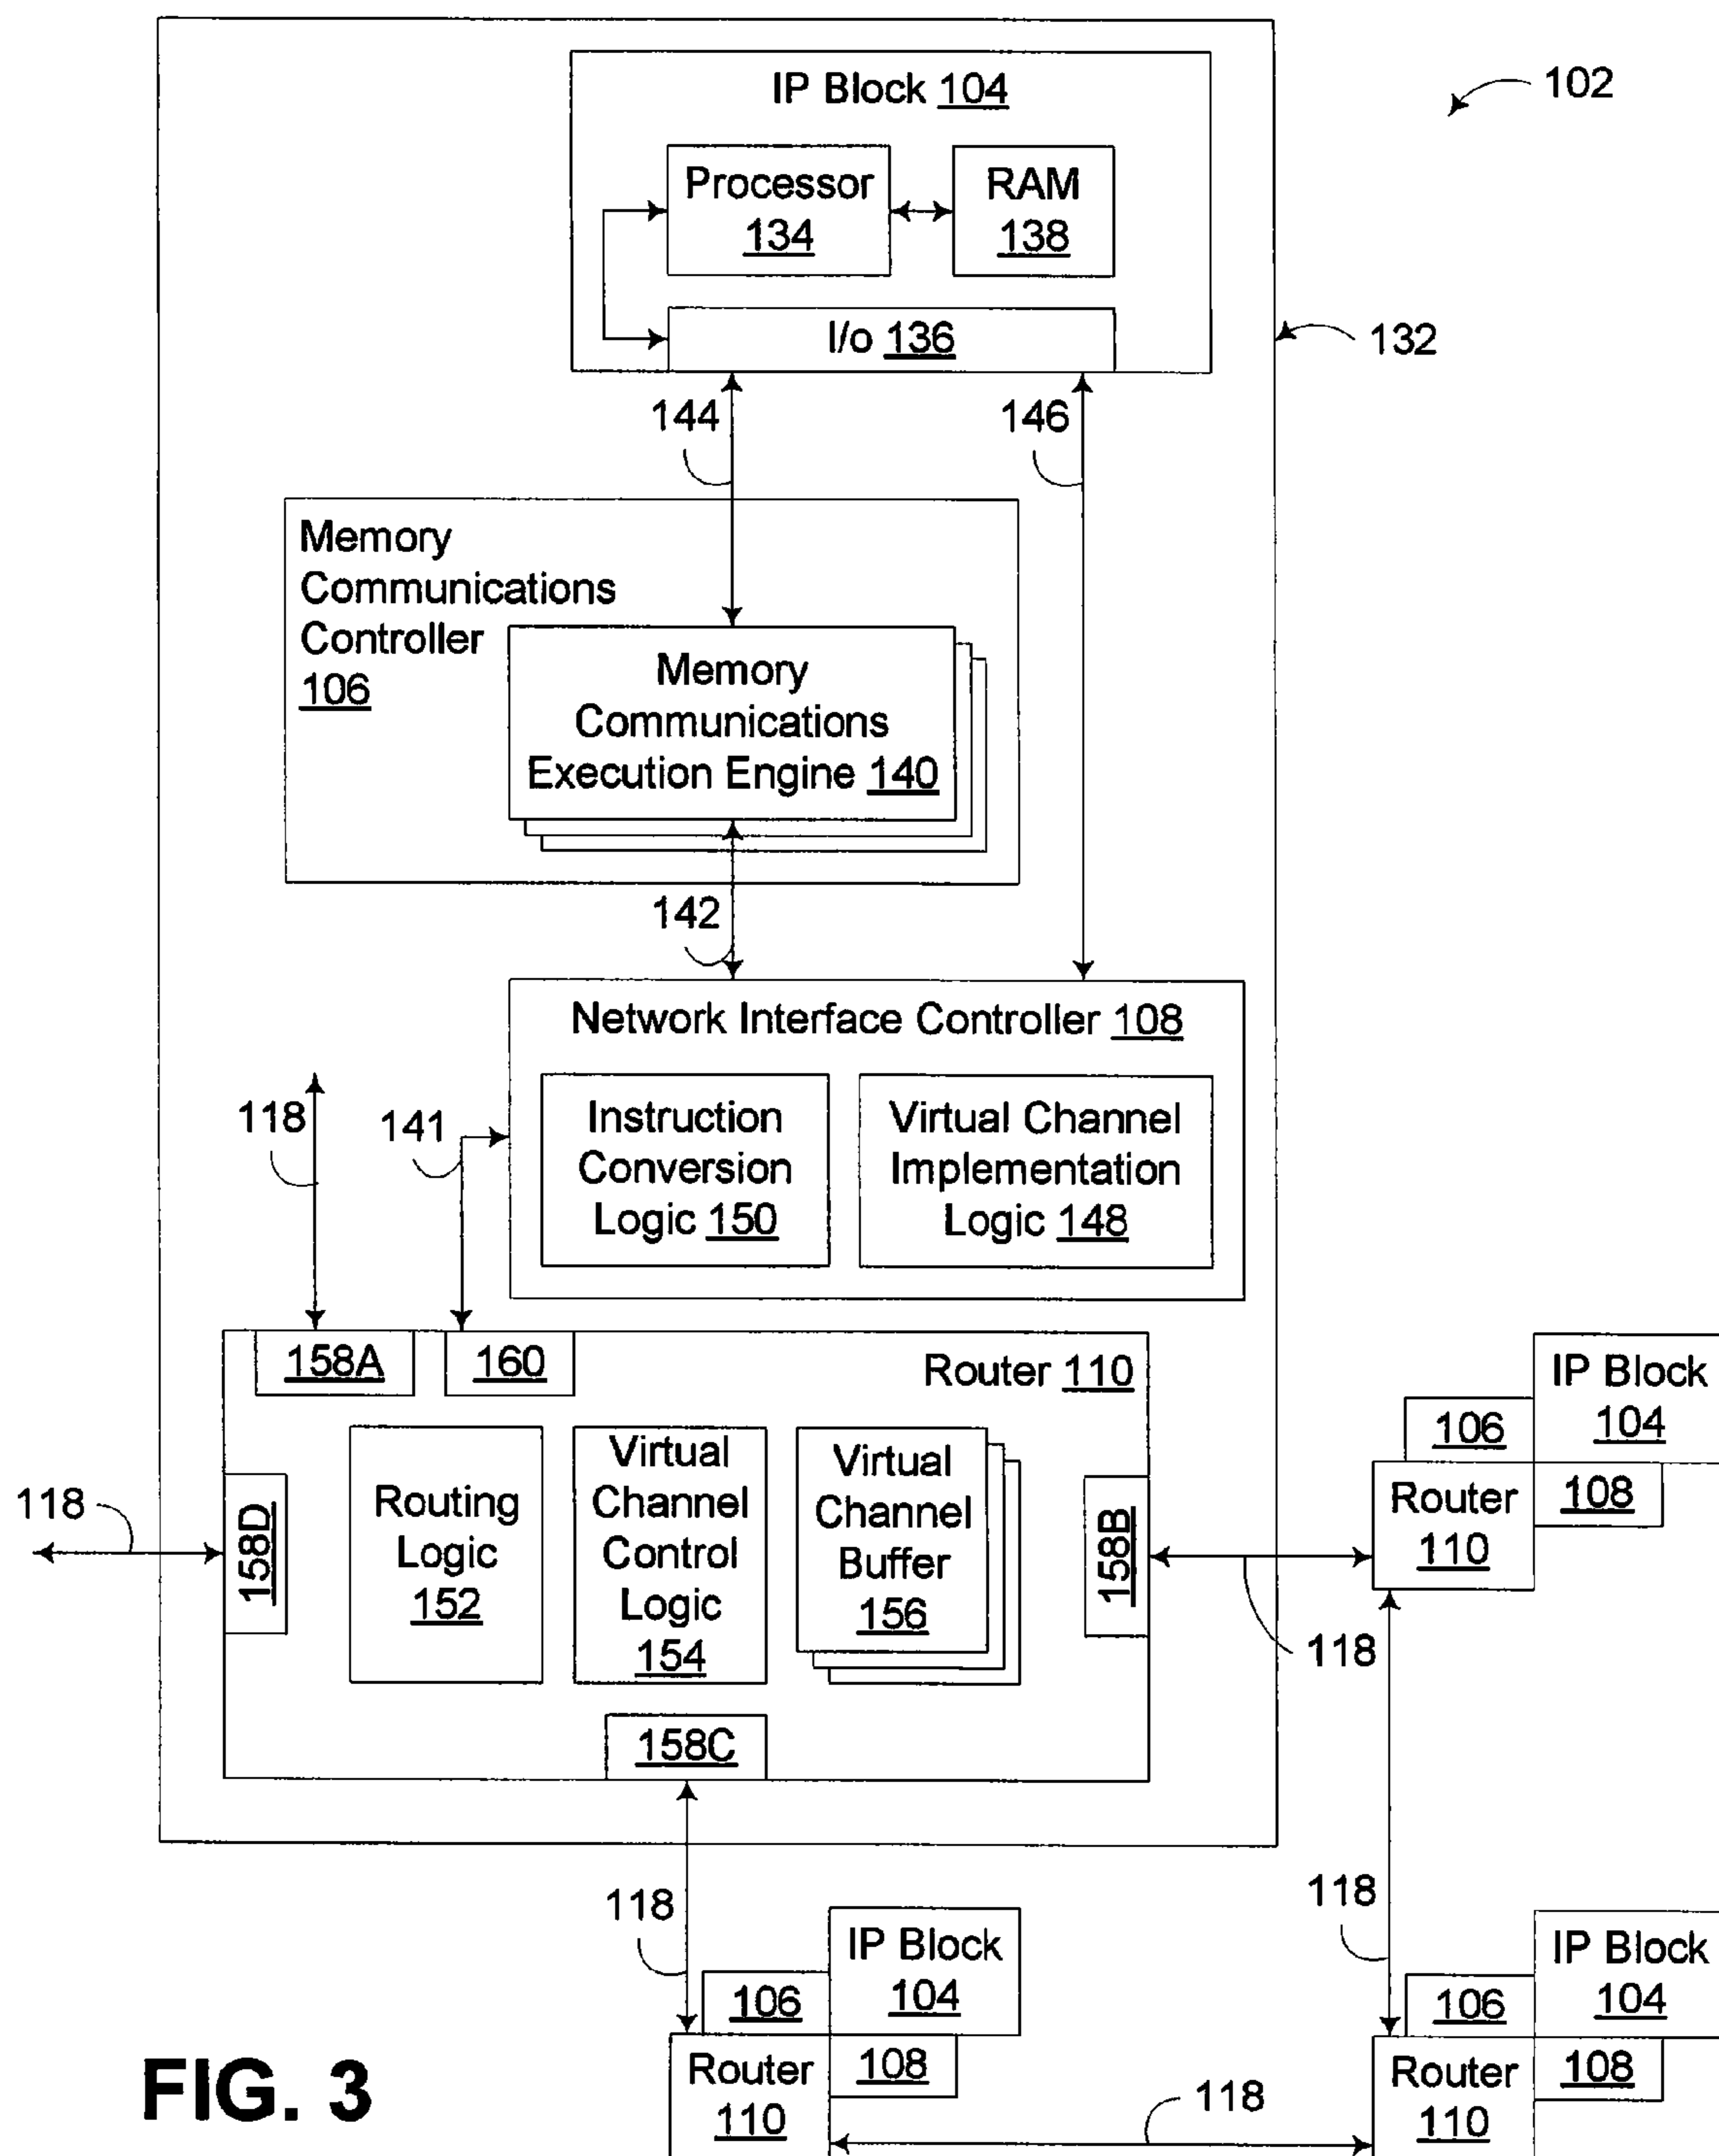 102
IP Block 104
Processor
134
RAM
138
I/o 136
132
144
146
Memory
Communications
Controller
106
Memory
Communications
Execution Engine 140
142
Network Interface Controller 108
118
141
Instruction
Conversion
Logic 150
Virtual Channel
Implementation
Logic 148
158A
160
Router 110
118
158D
Routing
Logic
152
Virtual
Channel
Control
Logic
154
Virtual
Channel
Buffer
156
158B
158C
118
IP Block
104
106
Router
110
108
118
118
IP Block
104
106
Router
110
108
118
IP Block
104
106
Router
110
108
FIG. 3